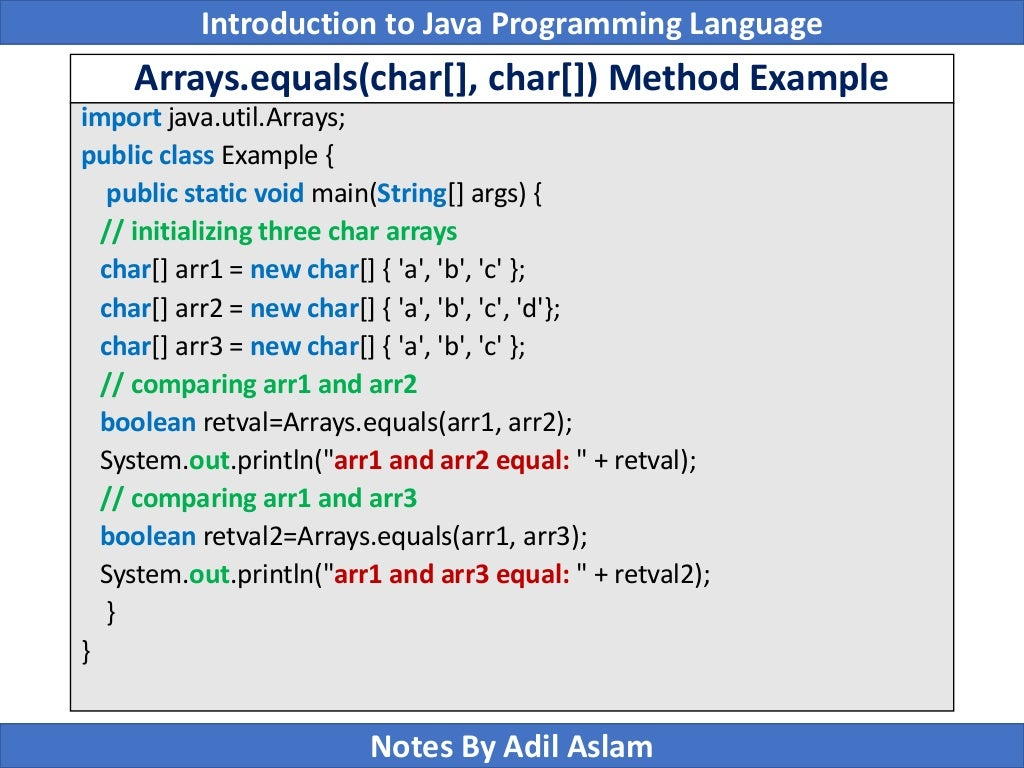 Introduction to Java Programming Language
Arrays.equals(char[], char[]) Method Example
import java.util.Arrays;
public class Example {
public static void main(String[] args) {
// initializing three char arrays
char[] arr1 = new char[] { 'a', 'b', 'c' };
char[] arr2 = new char[] { 'a', 'b', 'c', 'd'};
char[] arr3 = new char[] { 'a', 'b', 'c' };
// comparing arr1 and arr2
boolean retval=Arrays.equals(arr1, arr2);
System.out.println("arr1 and arr2 equal: " + retval);
// comparing arr1 and arr3
boolean retval2=Arrays.equals(arr1, arr3);
System.out.println("arr1 and arr3 equal: " + retval2);
}
}
Notes By Adil Aslam